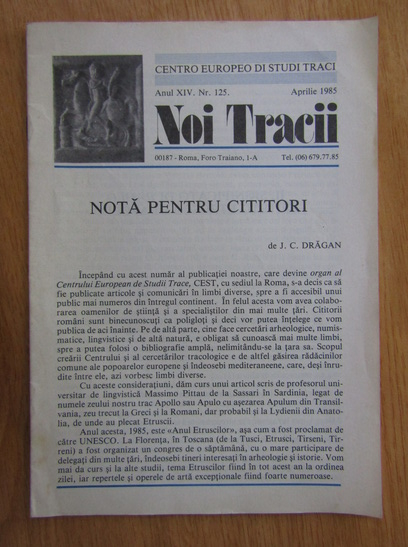 CENTRO EUROPEO DI STUDI TRACI
Anul XIV. Nr. 125. Aprilie 1985
Noi Tracii
00187 - Roma, Foro Traiano, 1-A Tel. (06) 679.77.85
NOTĂ PENTRU CITITORI
de J. C. DRĂGAN
Începând cu acest număr al publicației noastre, care devine organ al
Centrului European de Studii Trace, CEST, cu sediul la Roma, s-a decis ca să
fie publicate articole și comunicări în limbi diverse, spre a fi accesibil unui
public mai numeros din întregul continent. În felul acesta vom avea colabo-
rarea oamenilor de știință și a specialiștilor din mai multe țări. Cititorii
români sunt binecunoscuți ca poligloți și deci vor putea înțelege ce vom
publica de aci înainte. Pe de altă parte, cine face cercetări arheologice, numis-
matice, lingvistice și de altă natură, e obligat să cunoască mai multe limbi,
spre a putea folosi o bibliografie amplă, nelimitându-se la țara sa. Scopul
creării Centrului și al cercetărilor tracologice e de altfel găsirea rădăcinilor
comune ale popoarelor europene și îndeosebi mediteraneene, care, deși înru-
dite între ele, azi vorbesc limbi diverse.
Cu aceste considerațiuni, dăm curs unui articol scris de profesorul uni-
versitar de lingvistică Massimo Pittau de la Sassari în Sardinia, legat de
numele zeului nostru trac Apollo sau Apulo cu așezarea Apulum din Transil-
vania, zeu trecut la Greci și la Romani, dar probabil și la Lydienii din Anato-
lia, de unde au plecat Etruscii.
Anul acesta, 1985, este «Anul Etruscilor», așa cum a fost proclamat de
către UNESCO. La Florența, în Toscana (de la Tusci, Etrusci, Tirseni, Tir-
reni) a fost organizat un congres de o săptămână, cu o mare participare de
delegați din multe țări, îndeosebi tineri interesați în arheologie și istorie. Vom
mai da curs și la alte studii, tema Etruscilor fiind în tot acest an la ordinea
zilei, iar repertele și operele de artă excepționale fiind foarte numeroase.